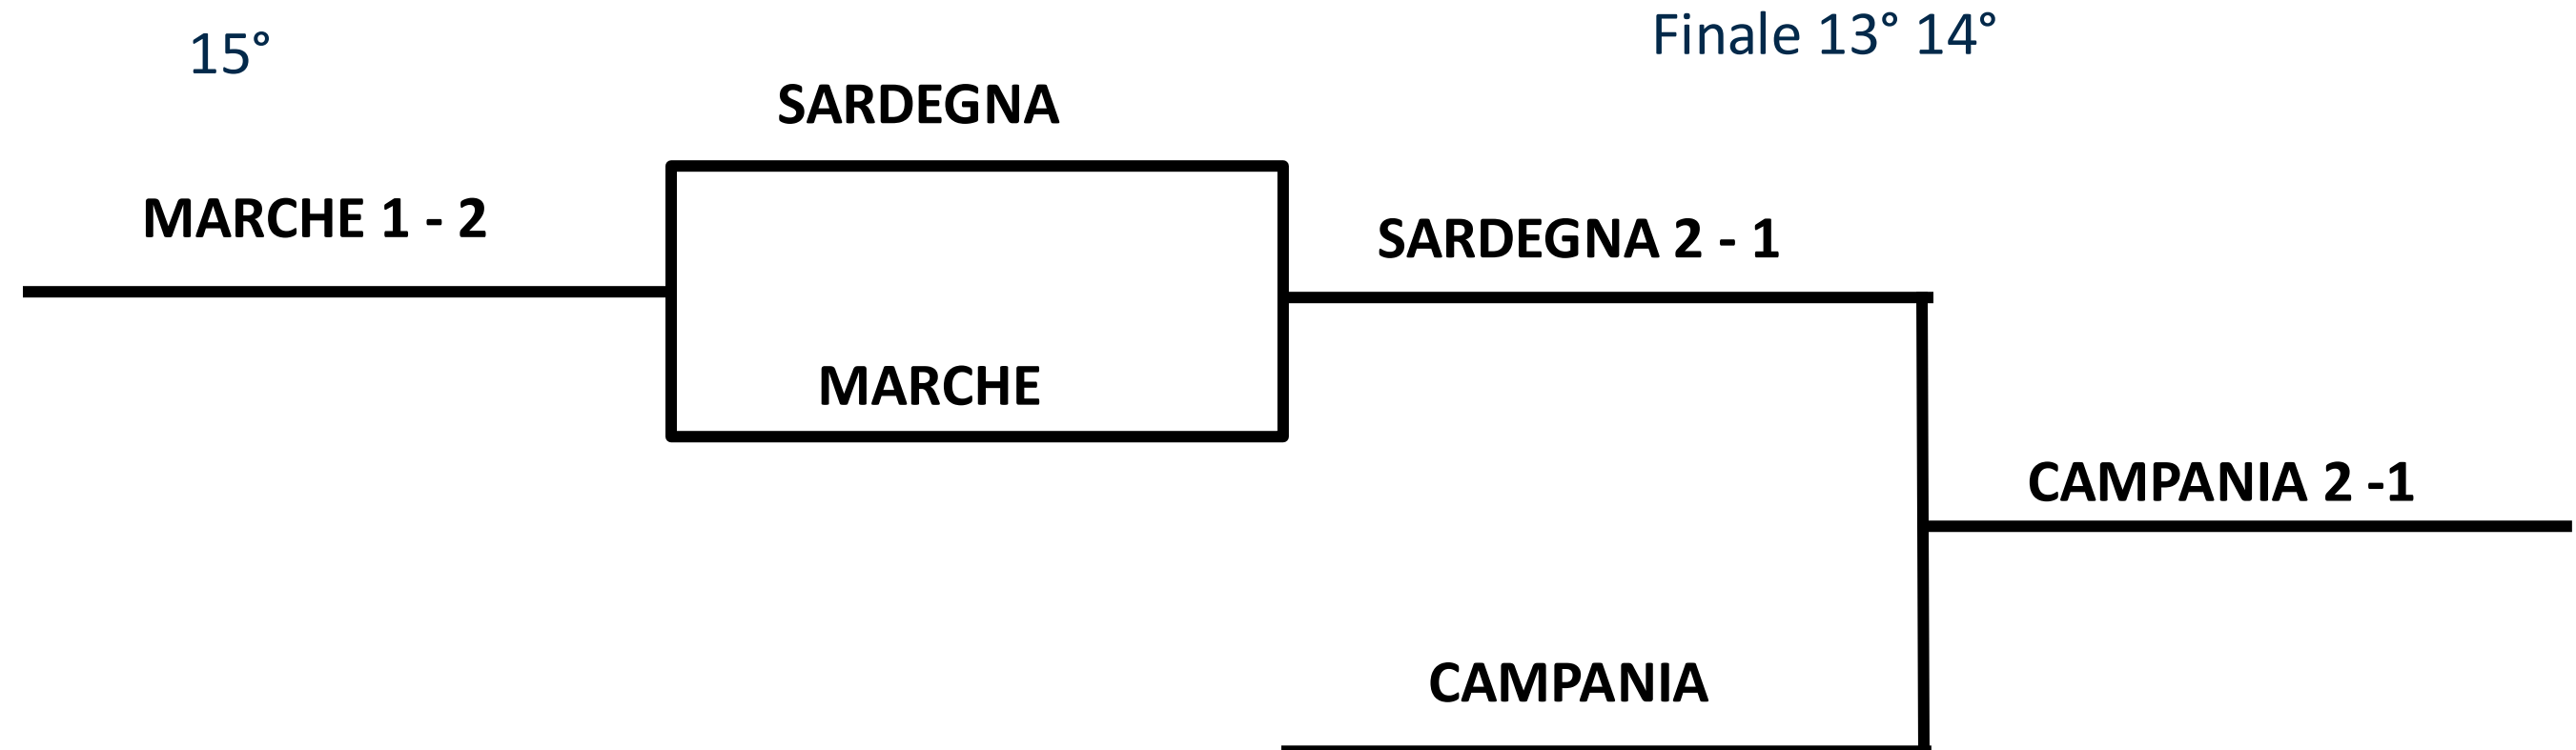 15°
Finale 13° 14°
SARDEGNA
MARCHE 1 - 2
SARDEGNA 2 - 1
MARCHE
CAMPANIA 2 -1
CAMPANIA